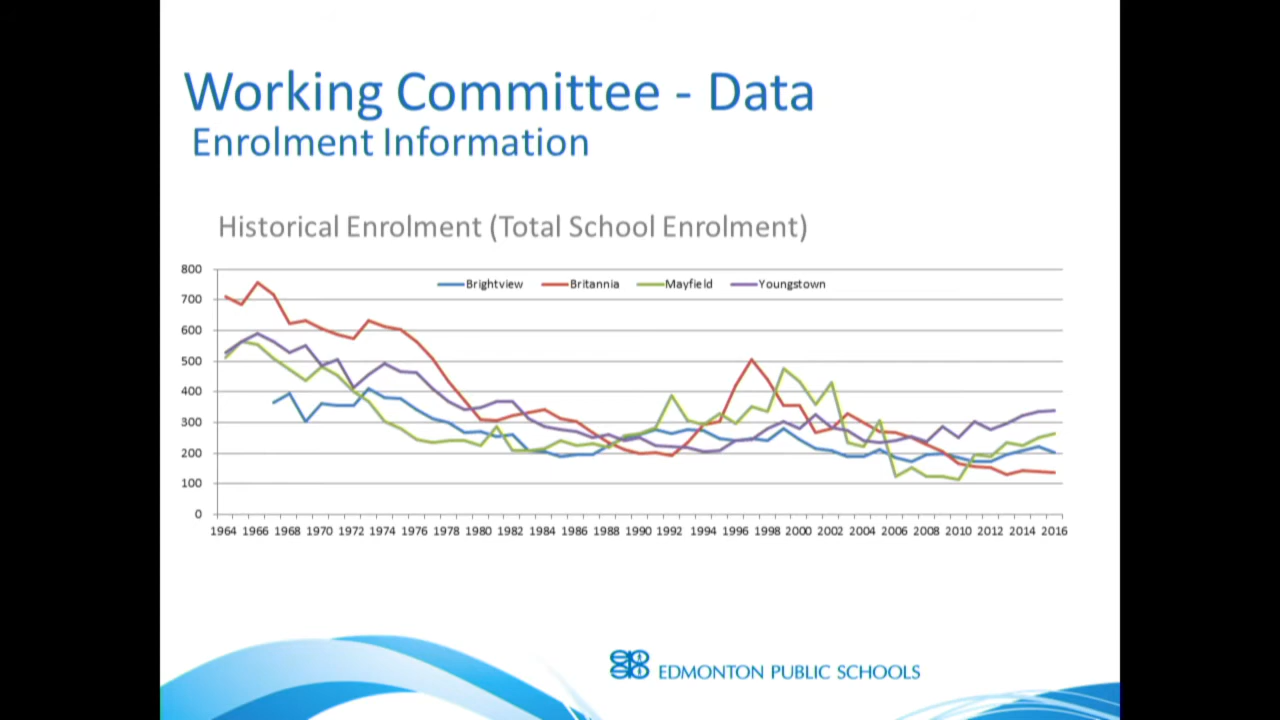 Working Committee - Data
Enrolment Information
Historical Enrolment (Total School Enrolment)
800
Brightview Britannia Mayfield Youngstown
700
600
500
400
300
200
100
0
1964 1966 1968 1970 1972 1974 1976 1978 1980 1982 1984 1986 1988 1990 1992 1994 1996 1998 2000 2002 2004 2006 2008 2010 2012 2014 2016
EDMONTON PUBLIC SCHOOLS